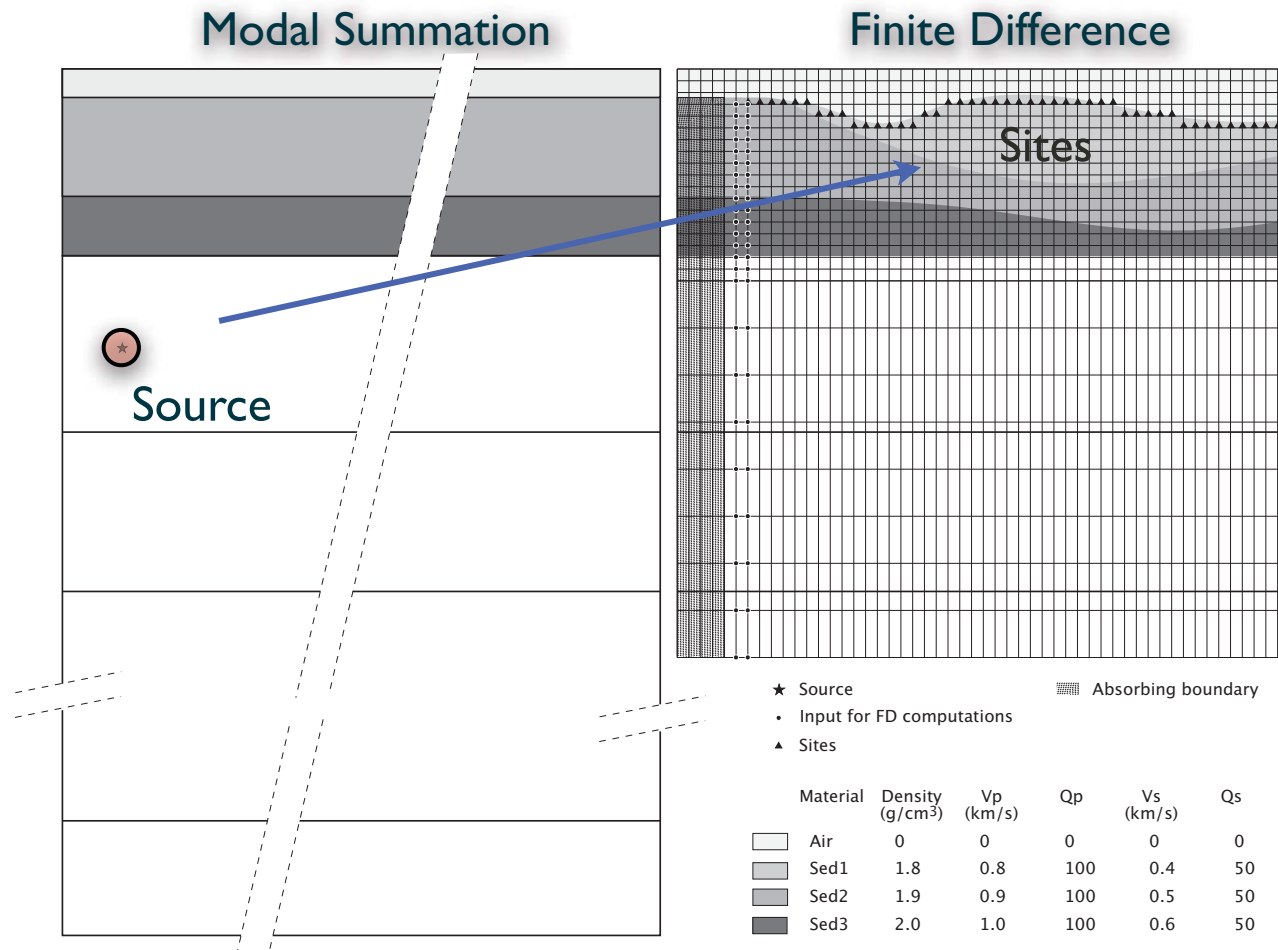 Modal Summation
Finite Difference
Sites
Source
★ Source
Absorbing boundary
• Input for FD computations
▲ Sites
Material Density (g/cm3) Vp (km/s) Qp Vs (km/s) Qs
Air 0 0 0 0 0
Sed1 1.8 0.8 100 0.4 50
Sed2 1.9 0.9 100 0.5 50
Sed3 2.0 1.0 100 0.6 50